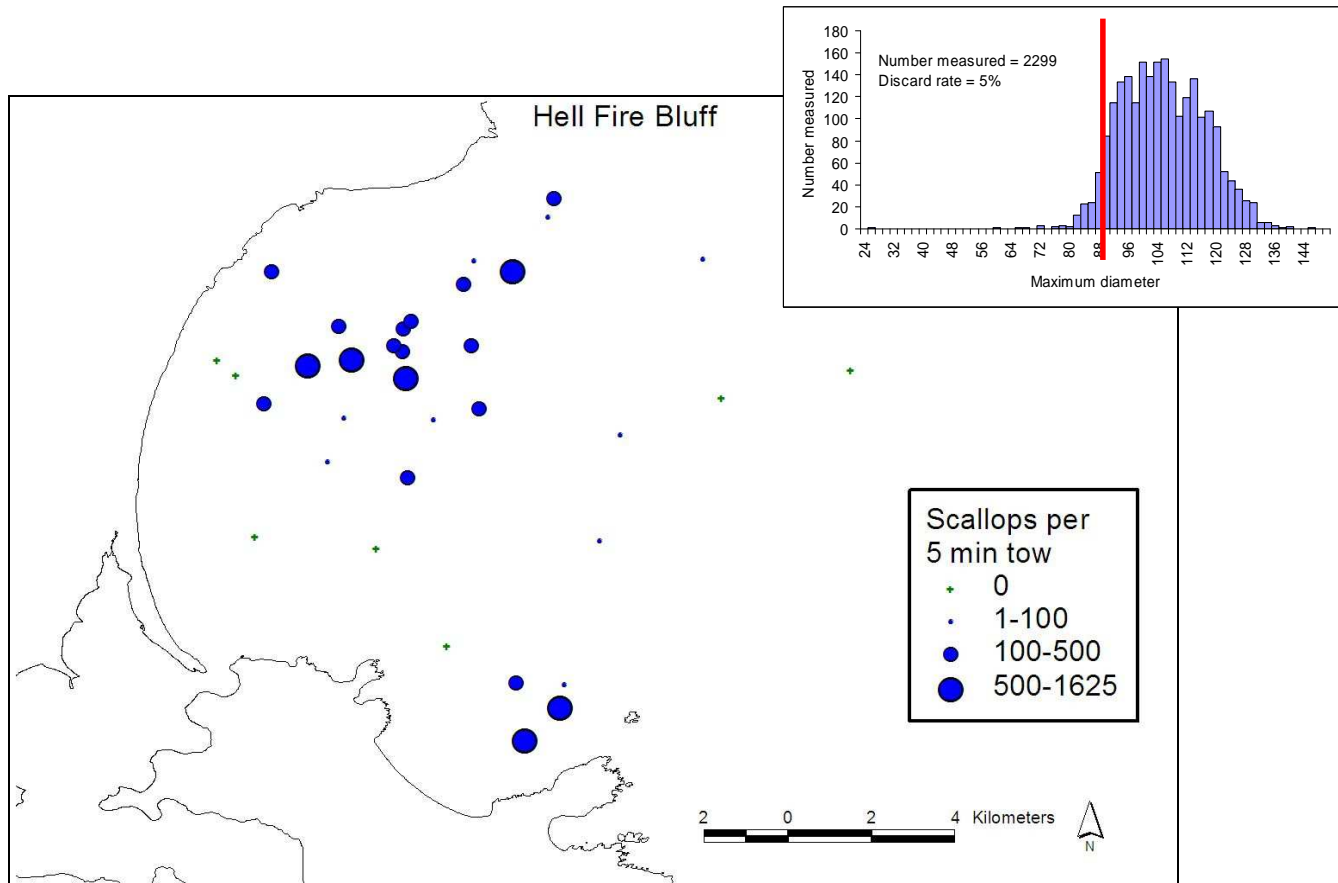 Hell Fire Bluff
Number measured = 2299
Discard rate = 5%
Number measured
180
160
140
120
100
80
60
40
20
0
24 32 40 48 56 64 72 80 88 96 104 112 120 128 136 144
Maximum diameter
Scallops per
5 min tow
0
1-100
100-500
500-1625
2 0 2 4 Kilometers
N